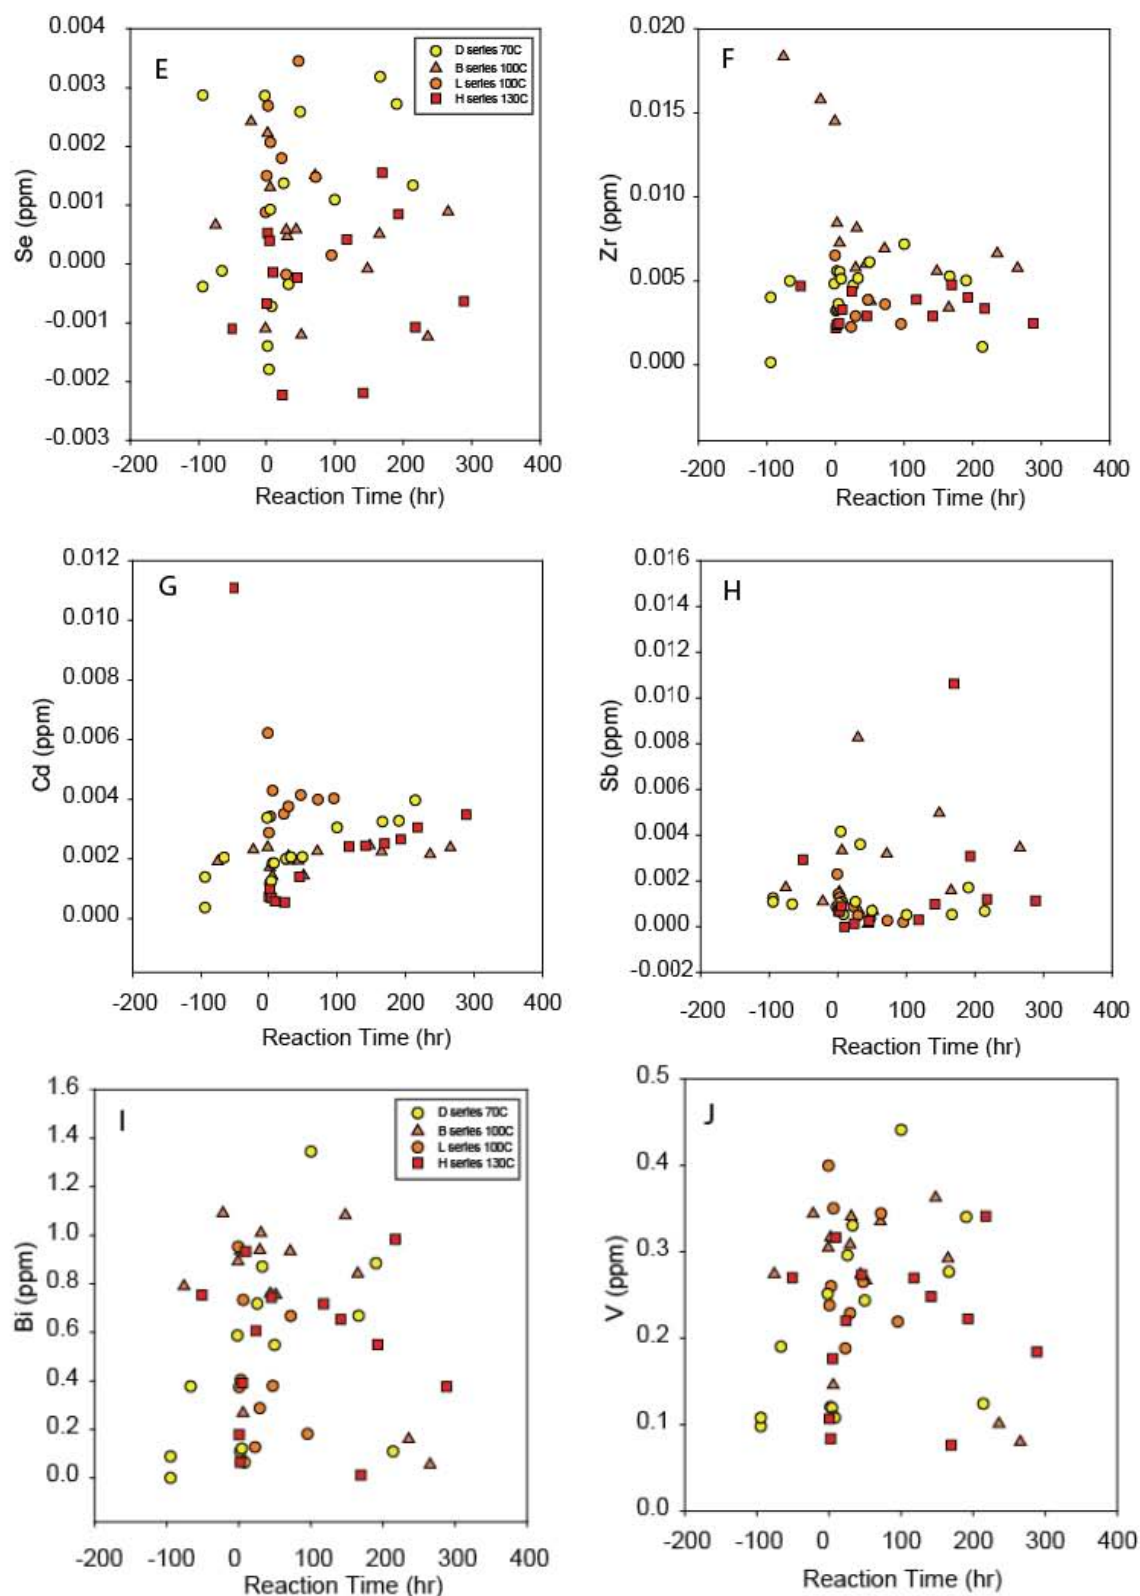 E
D series 70C
B series 100C
L series 100C
H series 130C
0.004
0.003
0.002
0.001
0.000
-0.001
-0.002
-0.003
Se (ppm)
-200 -100 0 100 200 300 400
Reaction Time (hr)
F
0.020
0.015
0.010
0.005
0.000
Zr (ppm)
-200 -100 0 100 200 300 400
Reaction Time (hr)
G
0.012
0.010
0.008
0.006
0.004
0.002
0.000
Cd (ppm)
-200 -100 0 100 200 300 400
Reaction Time (hr)
H
0.016
0.014
0.012
0.010
0.008
0.006
0.004
0.002
0.000
-0.002
Sb (ppm)
-200 -100 0 100 200 300 400
Reaction Time (hr)
I
D series 70C
B series 100C
L series 100C
H series 130C
1.6
1.4
1.2
1.0
0.8
0.6
0.4
0.2
0.0
Bi (ppm)
-200 -100 0 100 200 300 400
Reaction Time (hr)
J
0.5
0.4
0.3
0.2
0.1
0.0
V (ppm)
-200 -100 0 100 200 300 400
Reaction Time (hr)